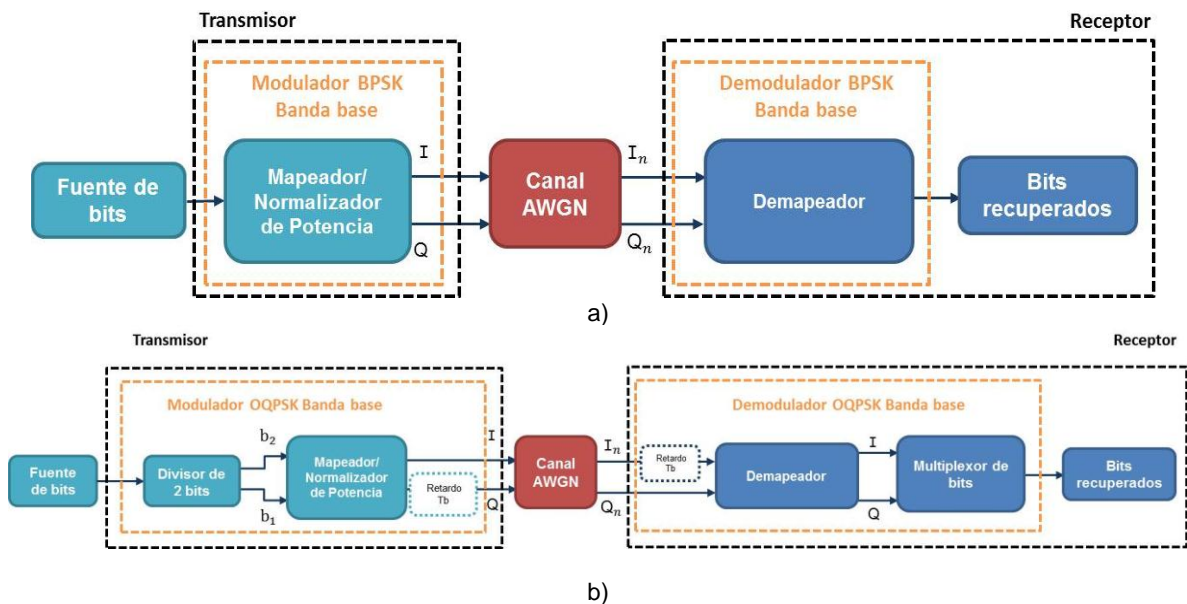 Transmisor
Receptor
Modulador BPSK
Banda base
Demodulador BPSK
Banda base
Fuente de
bits
Mapeador/
Normalizador
de Potencia
I
Q
Canal
AWGN
Iₙ
Qₙ
Demapeador
Bits
recuperados
a)
Transmisor
Receptor
Modulador OQPSK Banda base
Demodulador OQPSK Banda base
Fuente
de bits
Divisor de
2 bits
b₂
b₁
Mapeador/
Normalizador
de Potencia
Retardo
Tb
I
Q
Canal
AWGN
Iₙ
Qₙ
Retardo
Tb
Demapeador
I
Q
Multiplexor de
bits
Bits
recuperados
b)